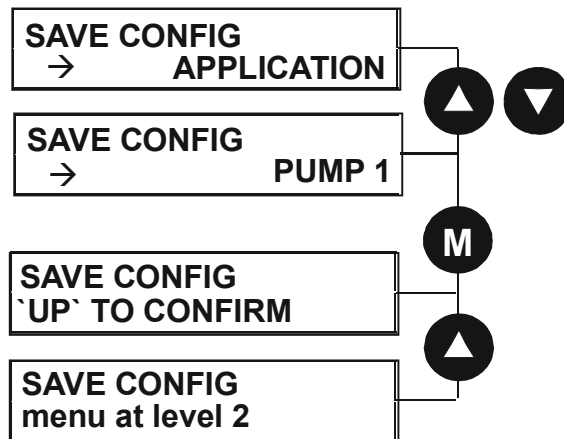 SAVE CONFIG
→ APPLICATION
SAVE CONFIG
→ PUMP 1
M
SAVE CONFIG
`UP` TO CONFIRM
SAVE CONFIG
menu at level 2